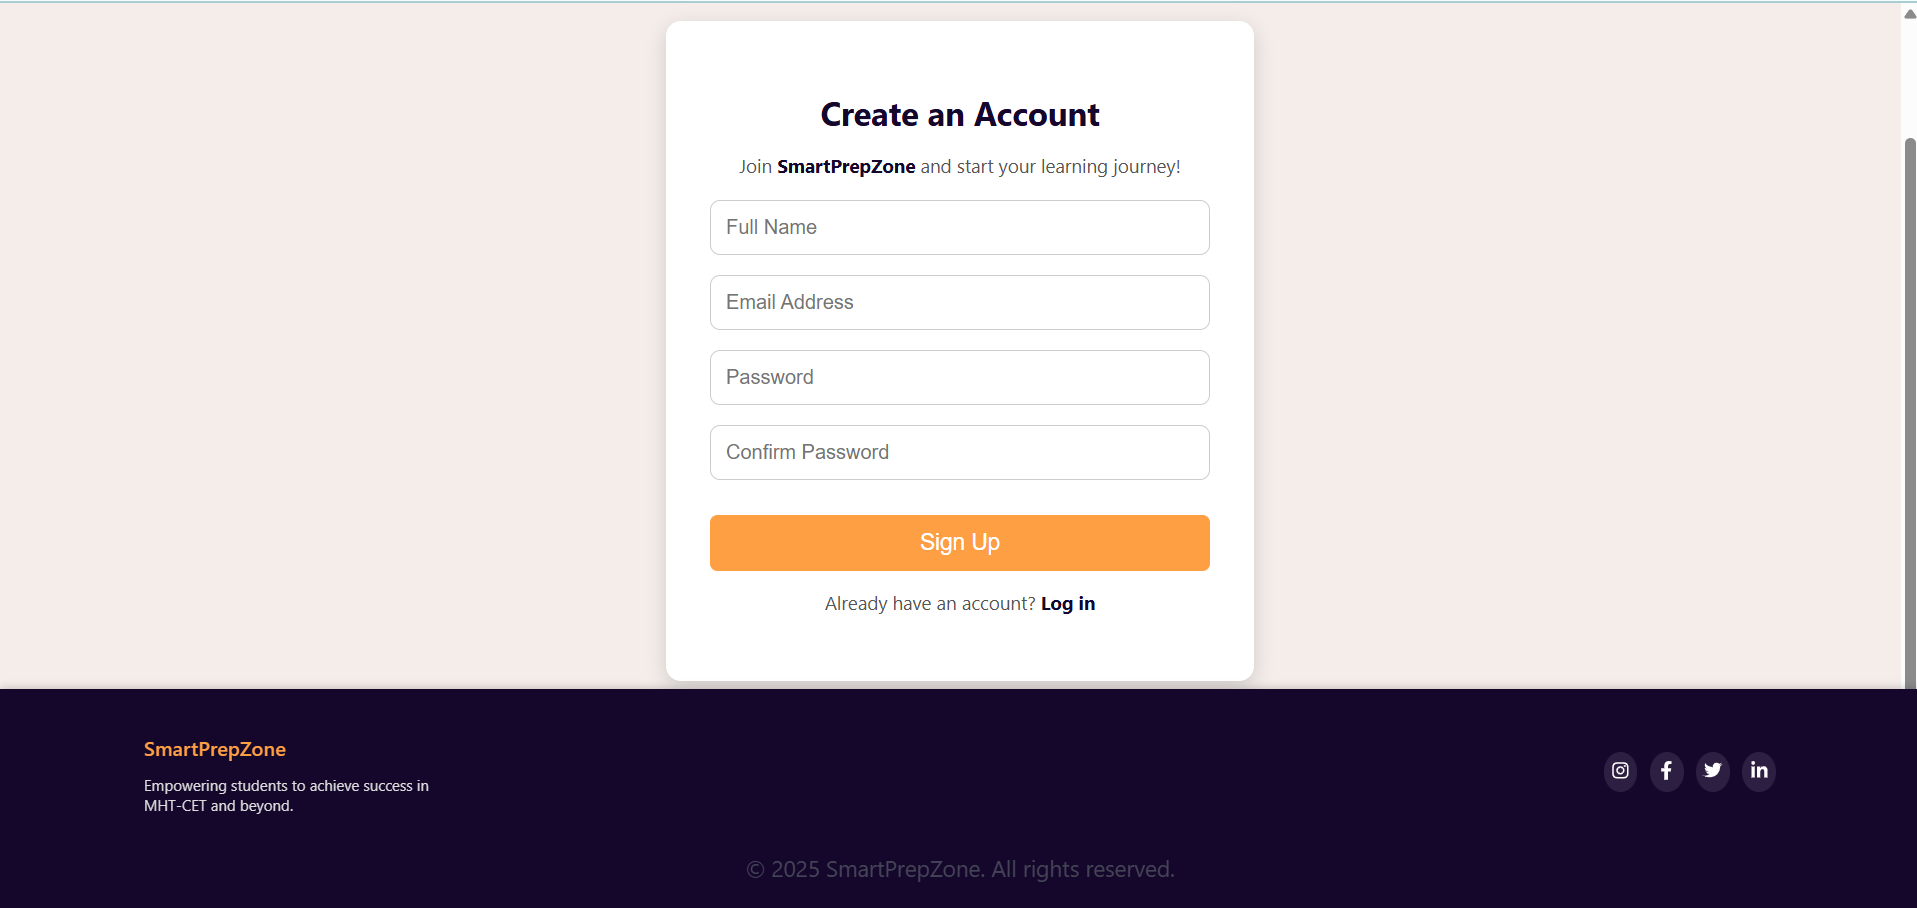 Create an Account
Join SmartPrepZone and start your learning journey!
Full Name
Email Address
Password
Confirm Password
Sign Up
Already have an account? Log in
SmartPrepZone
Empowering students to achieve success in
MHT-CET and beyond.
© 2025 SmartPrepZone. All rights reserved.